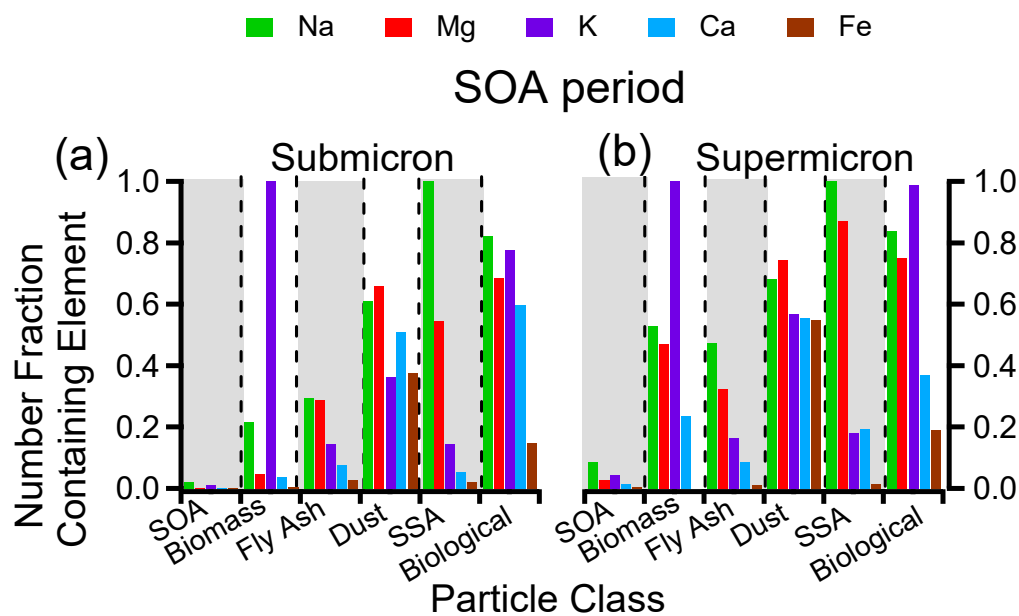 Na Mg K Ca Fe
SOA period
(a) Submicron
(b) Supermicron
Number Fraction
Containing Element
1.0
0.8
0.6
0.4
0.2
0.0
SOA
Biomass
Fly Ash
Dust
SSA
Biological
SOA
Biomass
Fly Ash
Dust
SSA
Biological
1.0
0.8
0.6
0.4
0.2
0.0
Particle Class